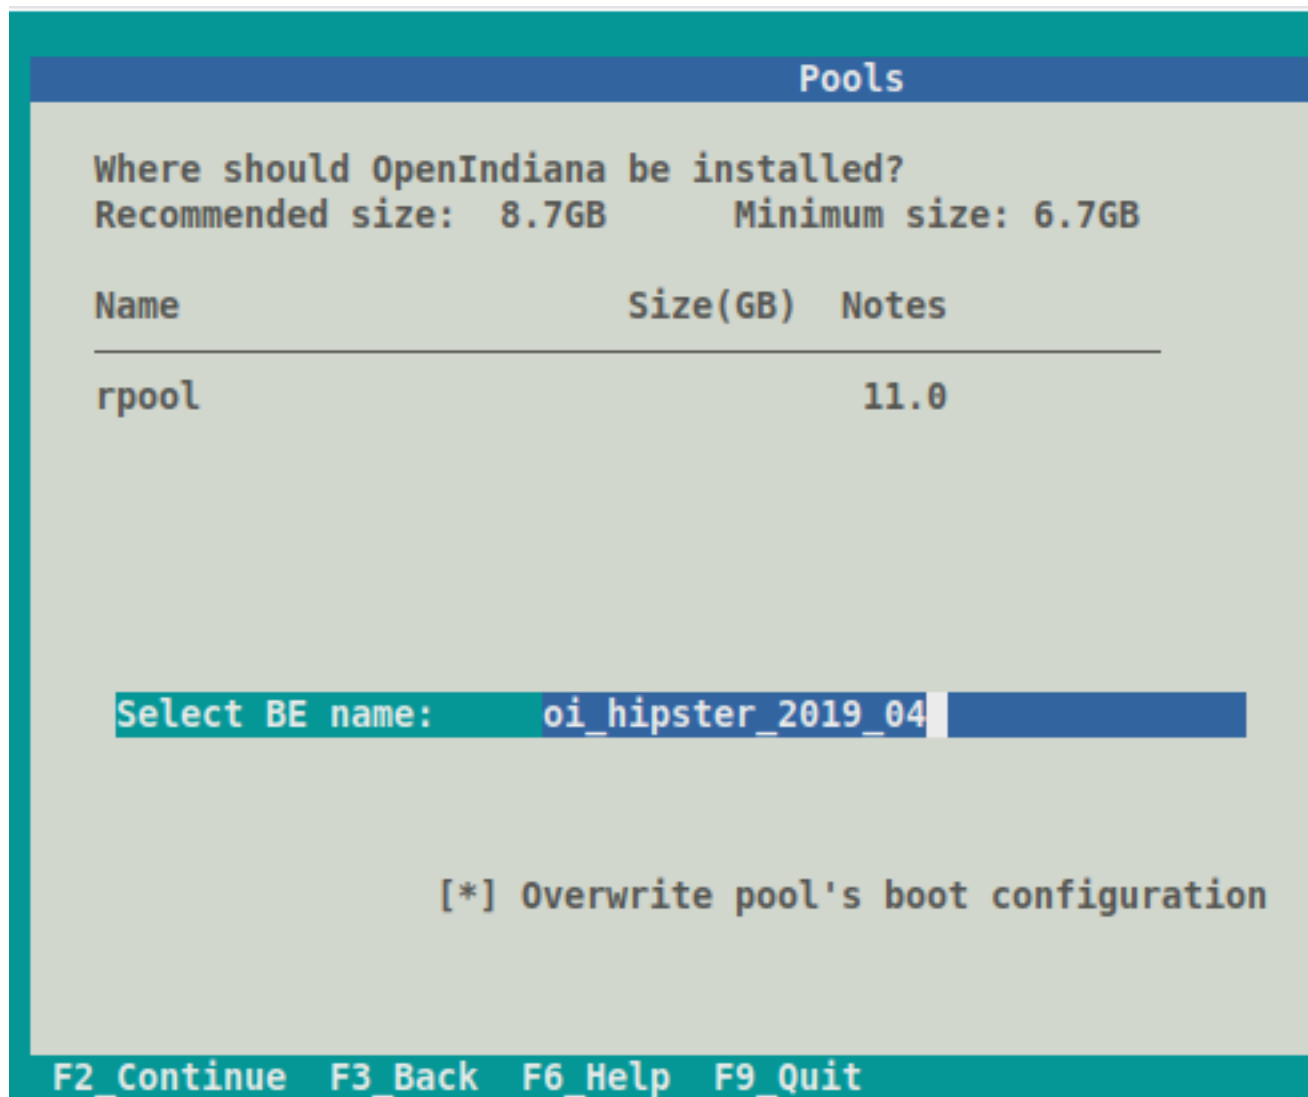 Pools
Where should OpenIndiana be installed?
Recommended size:  8.7GB      Minimum size: 6.7GB
Name                     Size(GB)  Notes
rpool                               11.0
Select BE name:     oi_hipster_2019_04
[*] Overwrite pool's boot configuration
F2_Continue  F3_Back  F6_Help  F9_Quit